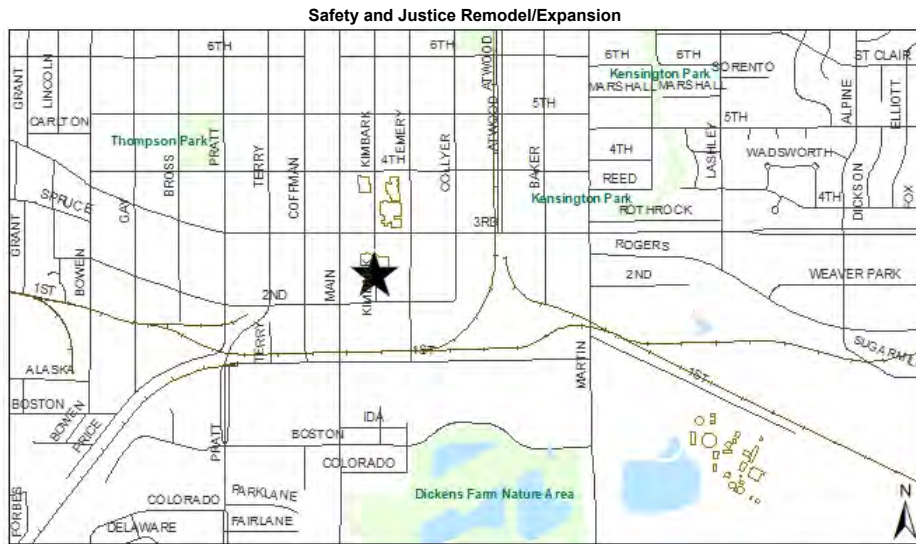 Safety and Justice Remodel/Expansion
6TH
6TH
6TH
6TH
ST CLAIR
GRANT
LINCOLN
ATWOOD
SORENTO
Kensington Park
MARSHALL
MARSHALL
ALPINE
ELLIOTT
CARLTON
5TH
5TH
Thompson Park
PRATT
KIMBARK
EMERY
ATWOOD
BROSS
TERRY
COFFMAN
4TH
COLLYER
BAKER
4TH
LASHLEY
WADSWORTH
REED
SPRUCE
GAY
Kensington Park
ROTHROCK
4TH
DICKSON
FOX
GRANT
3RD
BOWEN
ROGERS
1ST
MAIN
KIMBARK
2ND
2ND
WEAVER PARK
TERRY
1ST
MARTIN
SUGARMILL
1ST
ALASKA
BOSTON
BOWEN
PRICE
IDA
PRATT
BOSTON
COLORADO
Dickens Farm Nature Area
N
FORBES
COLORADO
PARKLANE
DELAWARE
FAIRLANE